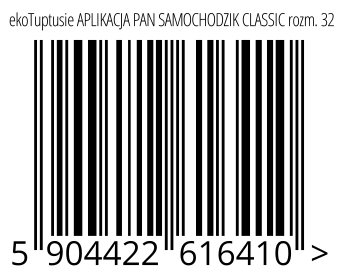 ekoTuptusie APLIKACJA PAN SAMOCHODZIK CLASSIC rozm. 32
5 904422 616410 >